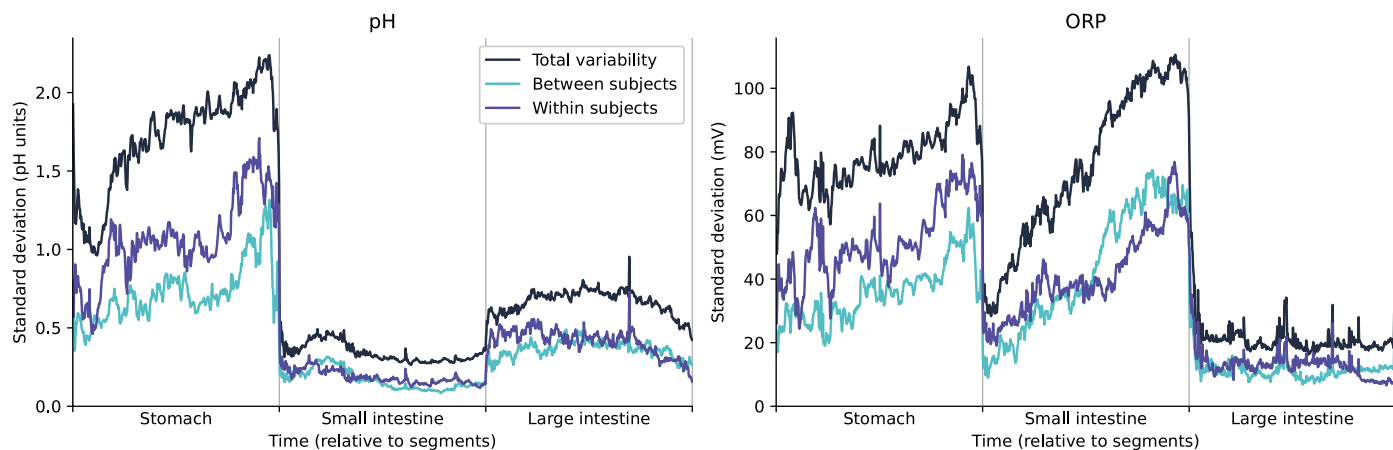 pH
Standard deviation (pH units)
2.0
1.5
1.0
0.5
0.0
Total variability
Between subjects
Within subjects
Stomach
Small intestine
Large intestine
Time (relative to segments)
ORP
Standard deviation (mV)
100
80
60
40
20
0
Stomach
Small intestine
Large intestine
Time (relative to segments)